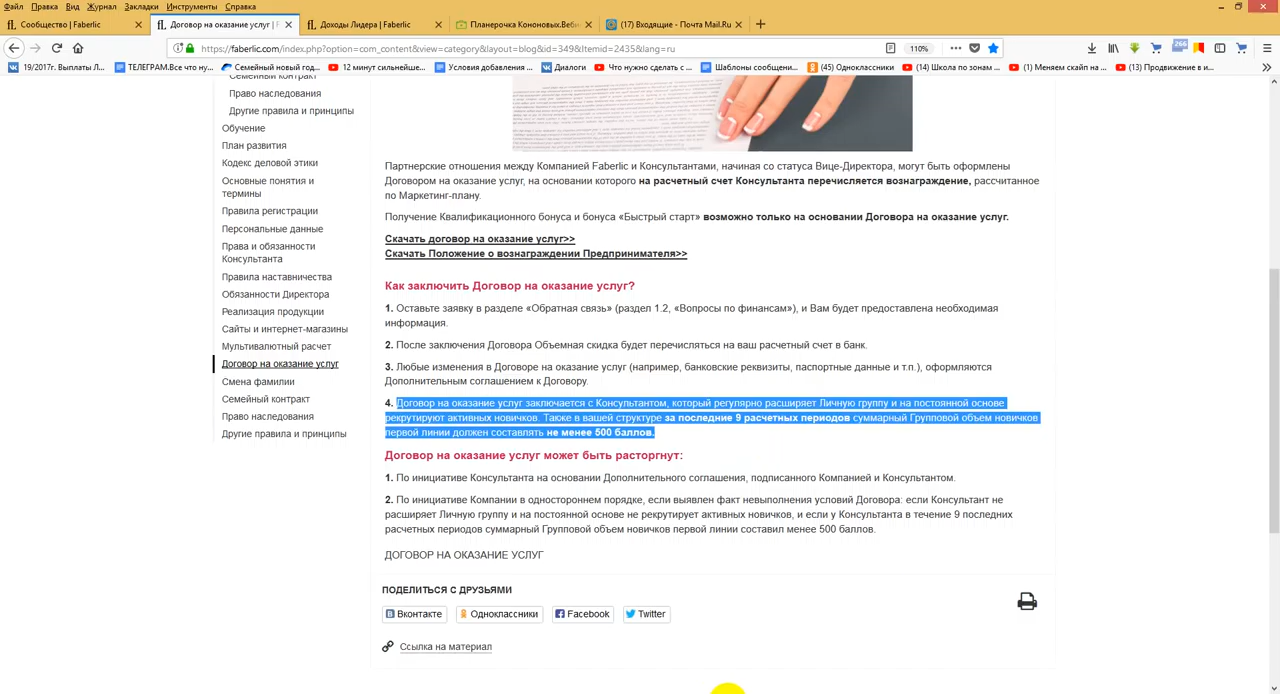 Файл Правка Вид Журнал Закладки Инструменты Справка
Сообщество | Faberlic
Договор на оказание услуг | F
Доходы Лидера | Faberlic
Планерочка Кононовых.Веби
(17) Входящие - Почта Mail.Ru
https://faberlic.com/index.php?option=com_content&view=category&layout=blog&id=349&Itemid=2435&lang=ru
110%
266
19/2017г. Выплаты Л...
ТЕЛЕГРАМ.Все что ну...
Семейный новый год...
12 минут сильнейше...
Условия добавления ...
Диалоги
Что нужно сделать с ...
Шаблоны сообщени...
(45) Одноклассники
(14) Школа по зонам ...
(1) Меняем скайп на ...
(13) Продвижение в и...
Семейный контракт
Право наследования
Другие правила и принципы
Обучение
План развития
Кодекс деловой этики
Основные понятия и
термины
Правила регистрации
Персональные данные
Права и обязанности
Консультанта
Правила наставничества
Обязанности Директора
Реализация продукции
Сайты и интернет-магазины
Мультивалютный расчет
Договор на оказание услуг
Смена фамилии
Семейный контракт
Право наследования
Другие правила и принципы
Партнерские отношения между Компанией Faberlic и Консультантами, начиная со статуса Вице-Директора, могут быть оформлены
Договором на оказание услуг, на основании которого на расчетный счет Консультанта перечисляется вознаграждение, рассчитанное
по Маркетинг-плану.
Получение Квалификационного бонуса и бонуса «Быстрый старт» возможно только на основании Договора на оказание услуг.
Скачать договор на оказание услуг>>
Скачать Положение о вознаграждении Предпринимателя>>
Как заключить Договор на оказание услуг?
1. Оставьте заявку в разделе «Обратная связь» (раздел 1.2, «Вопросы по финансам»), и Вам будет предоставлена необходимая
информация.
2. После заключения Договора Объемная скидка будет перечисляться на ваш расчетный счет в банк.
3. Любые изменения в Договоре на оказание услуг (например, банковские реквизиты, паспортные данные и т.п.), оформляются
Дополнительным соглашением к Договору.
4. Договор на оказание услуг заключается с Консультантом, который регулярно расширяет Личную группу и на постоянной основе
рекрутируют активных новичков. Также в вашей структуре за последние 9 расчетных периодов суммарный Групповой объем новичков
первой линии должен составлять не менее 500 баллов.
Договор на оказание услуг может быть расторгнут:
1. По инициативе Консультанта на основании Дополнительного соглашения, подписанного Компанией и Консультантом.
2. По инициативе Компании в одностороннем порядке, если выявлен факт невыполнения условий Договора: если Консультант не
расширяет Личную группу и на постоянной основе не рекрутирует активных новичков, и если у Консультанта в течение 9 последних
расчетных периодов суммарный Групповой объем новичков первой линии составил менее 500 баллов.
ДОГОВОР НА ОКАЗАНИЕ УСЛУГ
ПОДЕЛИТЬСЯ С ДРУЗЬЯМИ
Вконтакте
Одноклассники
Facebook
Twitter
Ссылка на материал